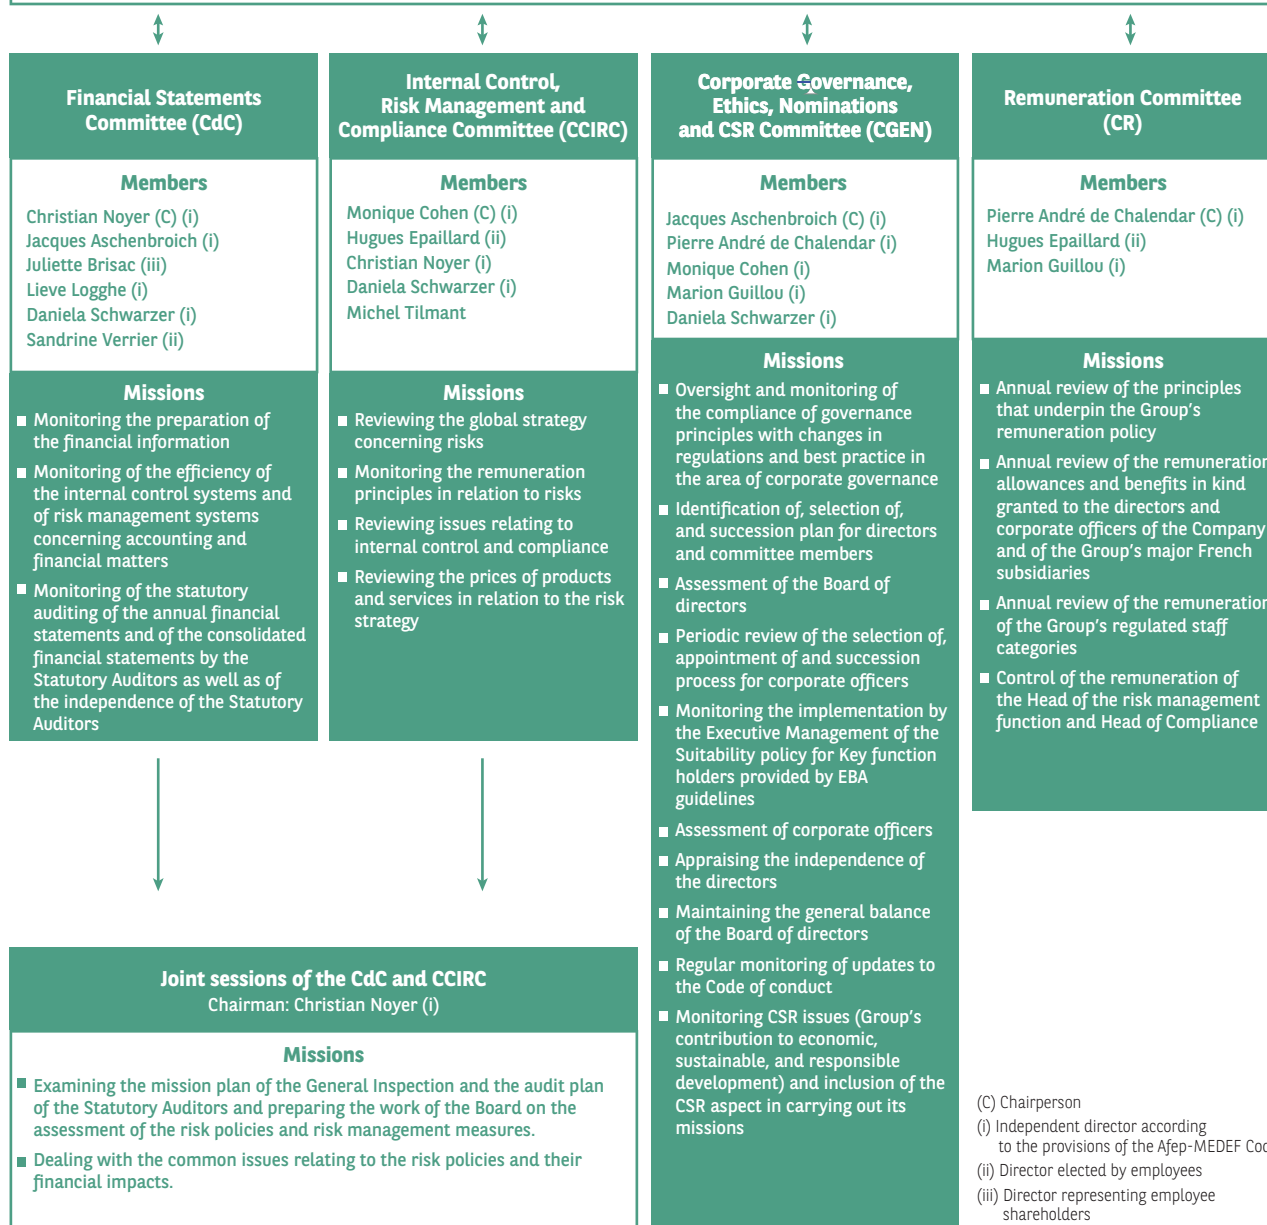 Financial Statements
Committee (CdC)
Members
Christian Noyer (C) (i)
Jacques Aschenbroich (i)
Juliette Brisac (iii)
Lieve Logghe (i)
Daniela Schwarzer (i)
Sandrine Verrier (ii)
Missions
Monitoring the preparation of
the financial information
Monitoring of the efficiency of
the internal control systems and
of risk management systems
concerning accounting and
financial matters
Monitoring of the statutory
auditing of the annual financial
statements and of the consolidated
financial statements by the
Statutory Auditors as well as of
the independence of the Statutory
Auditors
Internal Control,
Risk Management and
Compliance Committee (CCIRC)
Members
Monique Cohen (C) (i)
Hugues Epaillard (ii)
Christian Noyer (i)
Daniela Schwarzer (i)
Michel Tilmant
Missions
Reviewing the global strategy
concerning risks
Monitoring the remuneration
principles in relation to risks
Reviewing issues relating to
internal control and compliance
Reviewing the prices of products
and services in relation to the risk
strategy
Corporate Governance,
Ethics, Nominations
and CSR Committee (CGEN)
Members
Jacques Aschenbroich (C) (i)
Pierre André de Chalendar (i)
Monique Cohen (i)
Marion Guillou (i)
Daniela Schwarzer (i)
Missions
Oversight and monitoring of
the compliance of governance
principles with changes in
regulations and best practice in
the area of corporate governance
Identification of, selection of,
and succession plan for directors
and committee members
Assessment of the Board of
directors
Periodic review of the selection of,
appointment of and succession
process for corporate officers
Monitoring the implementation by
the Executive Management of the
Suitability policy for Key function
holders provided by EBA
guidelines
Assessment of corporate officers
Appraising the independence of
the directors
Maintaining the general balance
of the Board of directors
Regular monitoring of updates to
the Code of conduct
Monitoring CSR issues (Group's
contribution to economic,
sustainable, and responsible
development) and inclusion of the
CSR aspect in carrying out its
missions
Remuneration Committee
(CR)
Members
Pierre André de Chalendar (C) (i)
Hugues Epaillard (ii)
Marion Guillou (i)
Missions
Annual review of the principles
that underpin the Group's
remuneration policy
Annual review of the remuneration
allowances and benefits in kind
granted to the directors and
corporate officers of the Company
and of the Group's major French
subsidiaries
Annual review of the remuneration
of the Group's regulated staff
categories
Control of the remuneration of
the Head of the risk management
function and Head of Compliance
Joint sessions of the CdC and CCIRC
Chairman: Christian Noyer (i)
Missions
Examining the mission plan of the General Inspection and the audit plan
of the Statutory Auditors and preparing the work of the Board on the
assessment of the risk policies and risk management measures.
Dealing with the common issues relating to the risk policies and their
financial impacts.
(C) Chairperson
(i) Independent director according
to the provisions of the Afep-MEDEF
(ii) Director elected by employees
(iii) Director representing employee
shareholders